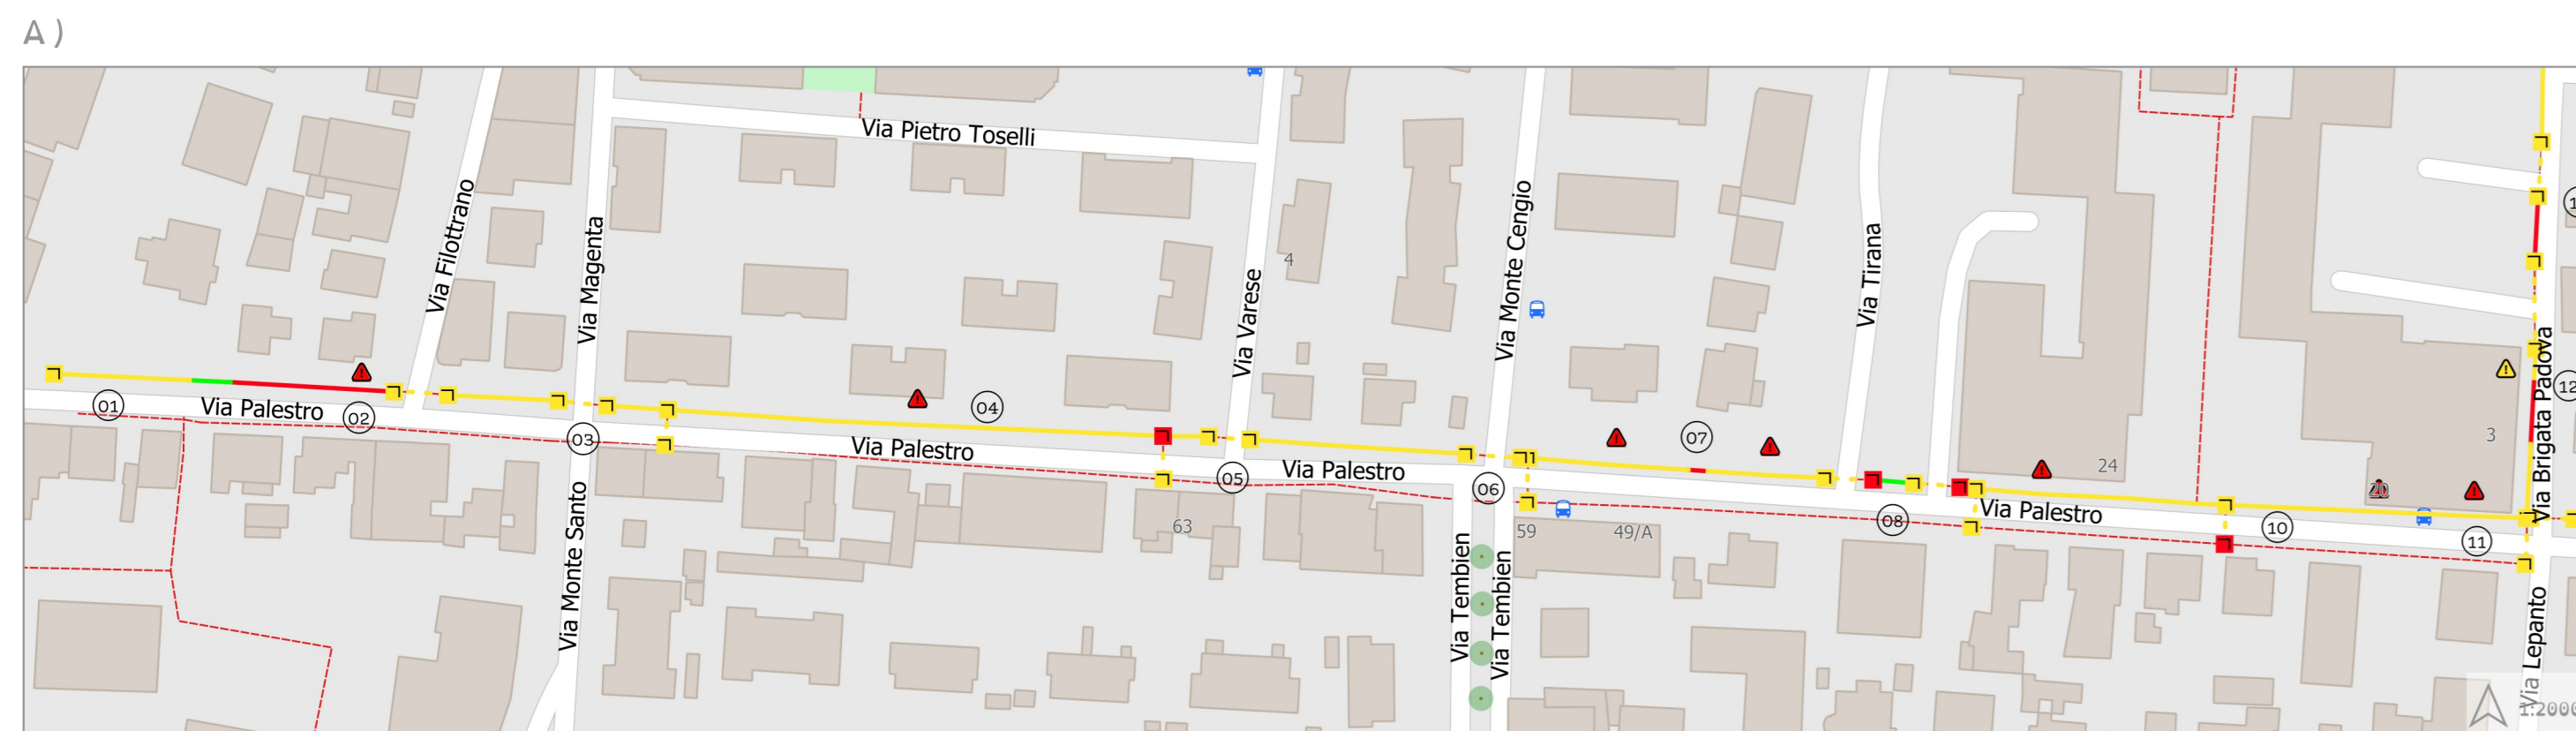 A)
Via Pietro Toselli
Via Filottrano
Via Magenta
Via Varese
4
Via Monte Cengio
Via Tirana
Via Brigata Padova
01
Via Palestro
02
03
04
Via Palestro
05
Via Palestro
06
07
08
24
Via Palestro
3
10
11
12
63
59
49/A
Via Monte Santo
Via Tembien
Via Tembien
Via Lepanto
1:2000